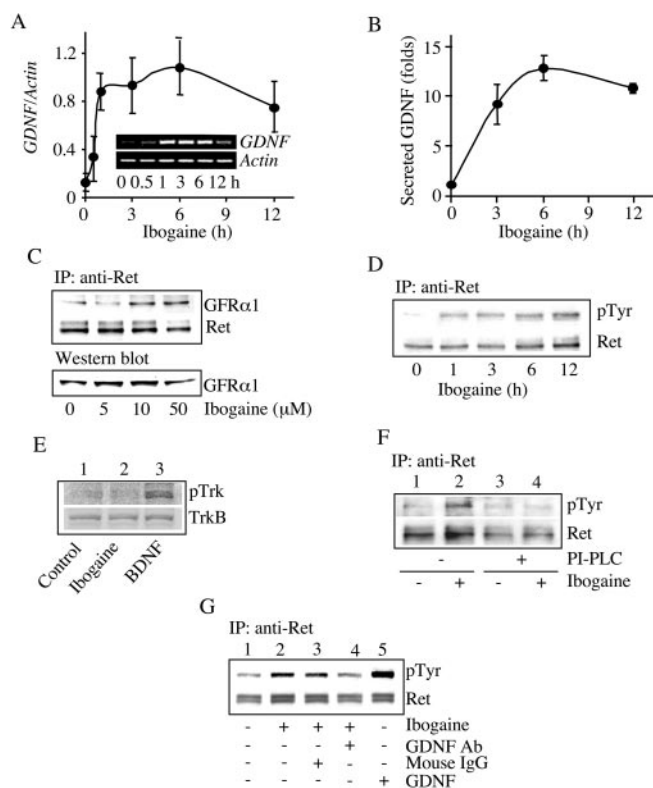 A
GDNF/Actin
1.2
0.8
0.4
0
GDNF
Actin
0 0.5 1 3 6 12 h
0 3 6 9 12
Ibogaine (h)
B
Secreted GDNF (folds)
15
10
5
0
0 3 6 9 12
Ibogaine (h)
C
IP: anti-Ret
GFRα1
Ret
Western blot
GFRα1
0 5 10 50 Ibogaine (μM)
D
IP: anti-Ret
pTyr
Ret
0 1 3 6 12
Ibogaine (h)
E
1 2 3
pTrk
TrkB
Control
Ibogaine
BDNF
F
IP: anti-Ret
1 2 3 4
pTyr
Ret
- + PI-PLC
- + - + Ibogaine
G
IP: anti-Ret
1 2 3 4 5
pTyr
Ret
- + + + - Ibogaine
- - - + - GDNF Ab
- - + - - Mouse IgG
- - - - + GDNF